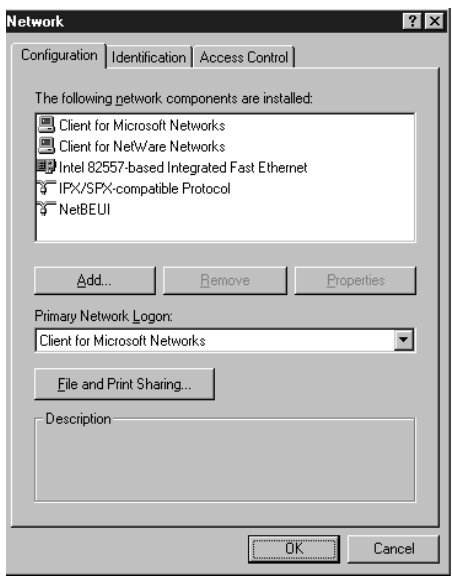 Network
Configuration Identification Access Control
The following network components are installed:
Client for Microsoft Networks
Client for NetWare Networks
Intel 82557-based Integrated Fast Ethernet
IPX/SPX-compatible Protocol
NetBEUI
Add... Remove Properties
Primary Network Logon:
Client for Microsoft Networks
File and Print Sharing...
Description
OK Cancel